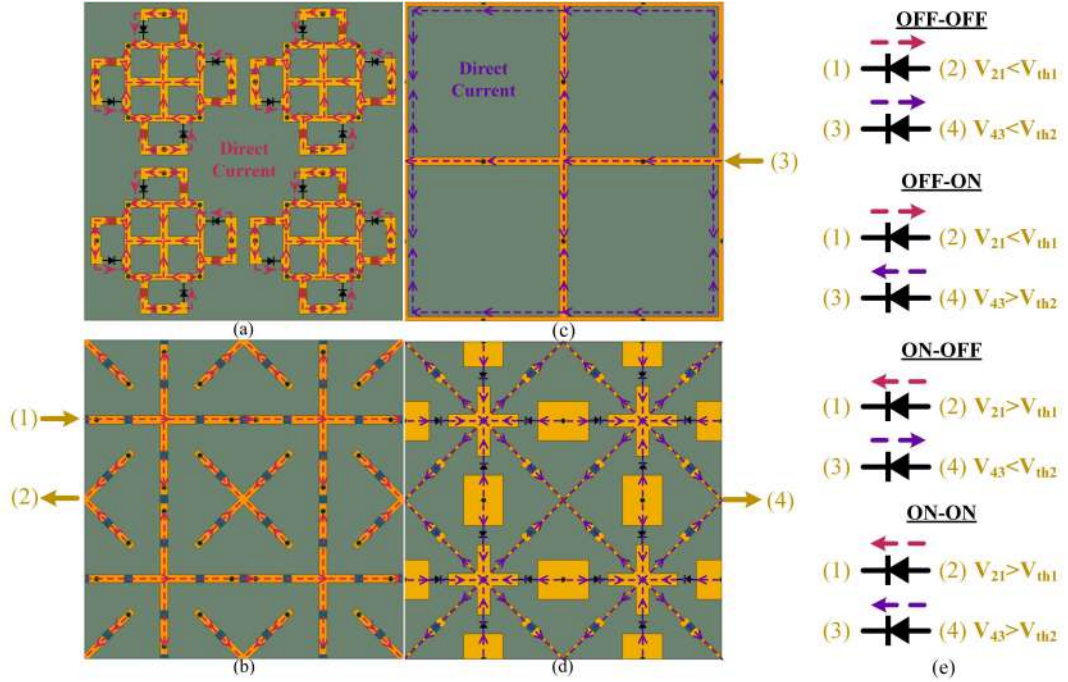 Direct
Current
(a)
Direct
Current
(3)
(c)
(1)
(2)
(b)
(4)
(d)
OFF-OFF
(1) (2) V21<Vth1
(3) (4) V43<Vth2
OFF-ON
(1) (2) V21<Vth1
(3) (4) V43>Vth2
ON-OFF
(1) (2) V21>Vth1
(3) (4) V43<Vth2
ON-ON
(1) (2) V21>Vth1
(3) (4) V43>Vth2
(e)